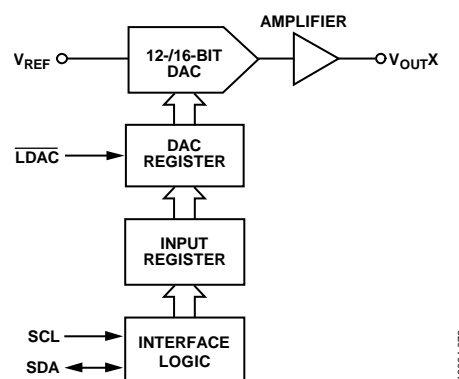 AMPLIFIER
VREF
12-/16-BIT
DAC
VOUTX
LDAC
DAC
REGISTER
INPUT
REGISTER
SCL
SDA
INTERFACE
LOGIC